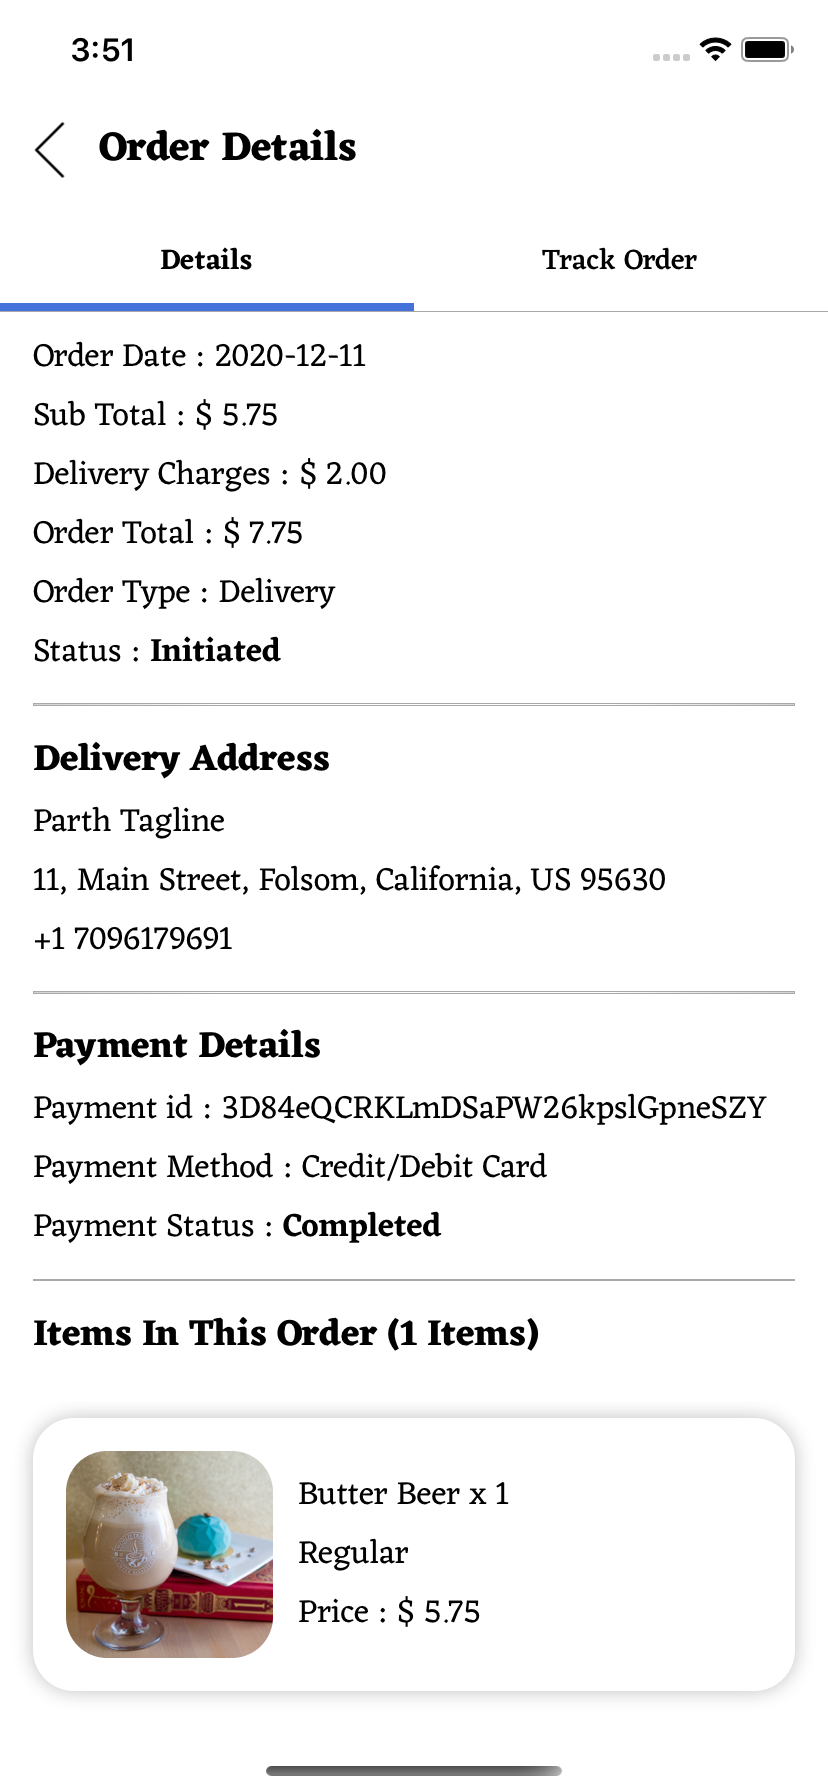 3:51
Order Details
Details
Track Order
Order Date : 2020-12-11
Sub Total : $ 5.75
Delivery Charges : $ 2.00
Order Total : $ 7.75
Order Type : Delivery
Status : Initiated
Delivery Address
Parth Tagline
11, Main Street, Folsom, California, US 95630
+1 7096179691
Payment Details
Payment id : 3D84eQCRKLmDSaPW26kpslGpneSZY
Payment Method : Credit/Debit Card
Payment Status : Completed
Items In This Order (1 Items)
Butter Beer x 1
Regular
Price : $ 5.75